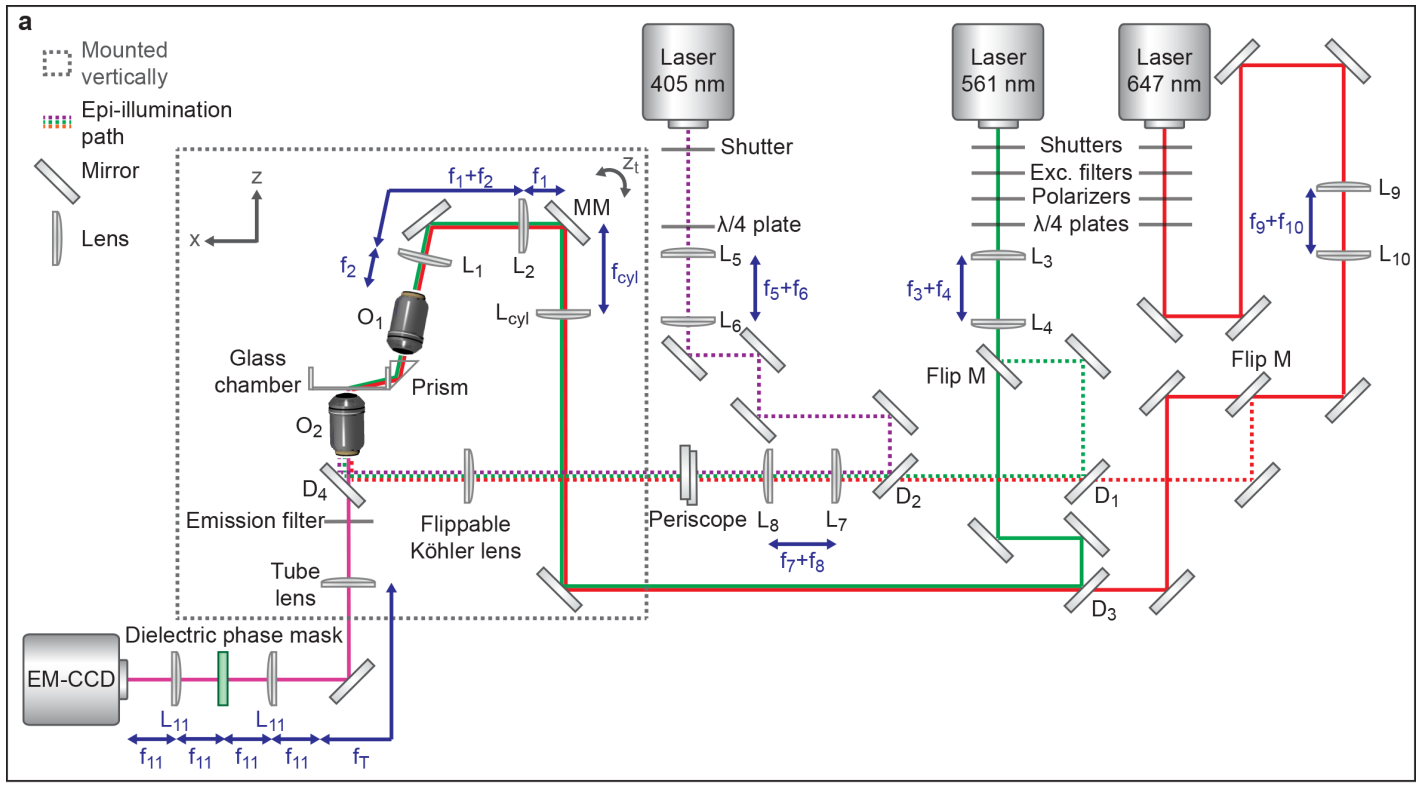 a
Mounted
vertically
Epi-illumination
path
Mirror
Lens
z
x
f₁+f₂
f₁
zₜ
MM
f₂
L₁
L₂
f_cyl
L_cyl
O₁
Glass
chamber
Prism
O₂
D₄
Emission filter
Flippable
Köhler lens
Tube
lens
Laser
405 nm
Shutter
λ/4 plate
L₅
f₅+f₆
L₆
Periscope
L₈
L₇
f₇+f₈
D₂
Laser
561 nm
Laser
647 nm
Shutters
Exc. filters
Polarizers
λ/4 plates
L₃
f₃+f₄
L₄
Flip M
Flip M
L₉
f₉+f₁₀
L₁₀
D₁
D₃
Dielectric phase mask
EM-CCD
L₁₁
L₁₁
f₁₁
f₁₁
f₁₁
f₁₁
f_T